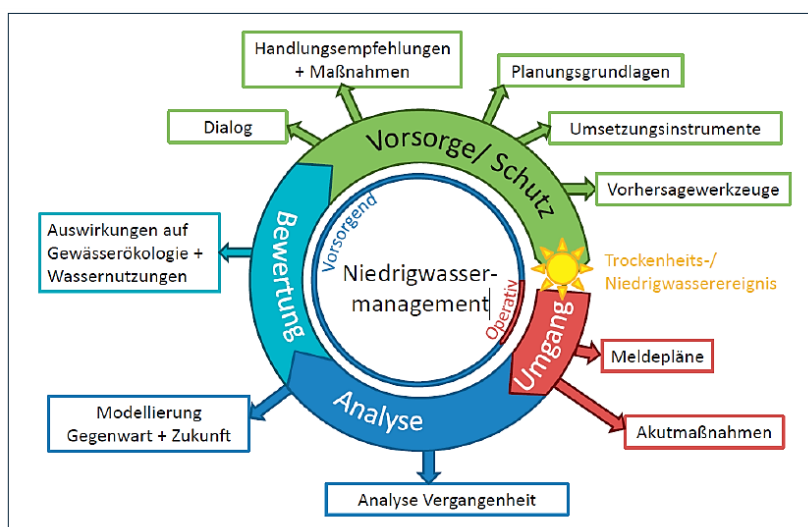 Handlungsempfehlungen
+ Maßnahmen
Planungsgrundlagen
Dialog
Umsetzungsinstrumente
Vorsorge/ Schutz
Vorhersagewerkzeuge
Auswirkungen auf
Gewässerökologie +
Wassernutzungen
Bewertung
Vorsorgend
Niedrigwasser-
management
Operativ
Trockenheits-/
Niedrigwasserereignis
Umgang
Meldepläne
Modellierung
Gegenwart + Zukunft
Analyse
Akutmaßnahmen
Analyse Vergangenheit